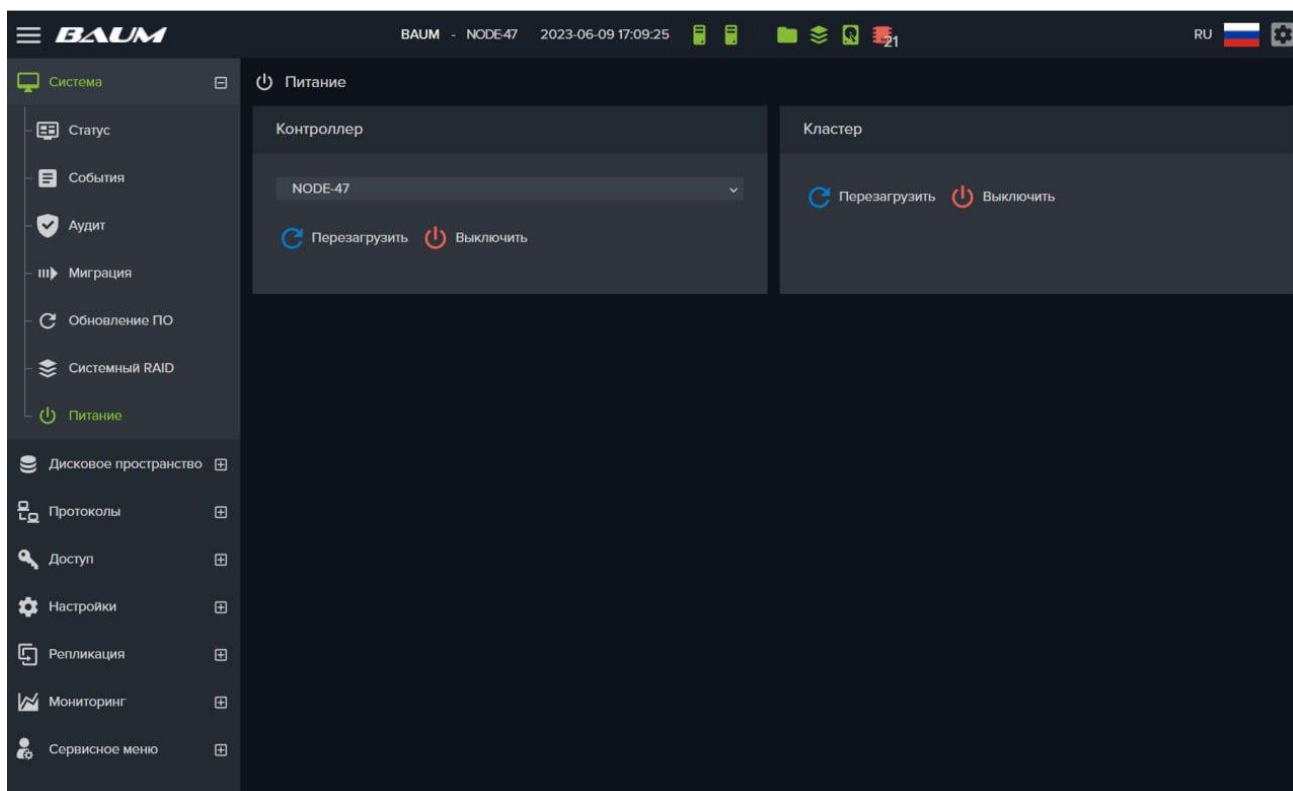 BAUM
BAUM - NODE-47 2023-06-09 17:09:25
21
RU
Система
Статус
События
Аудит
Миграция
Обновление ПО
Системный RAID
Питание
Дисковое пространство
Протоколы
Доступ
Настройки
Репликация
Мониторинг
Сервисное меню
Питание
Контроллер
NODE-47
Перезагрузить Выключить
Кластер
Перезагрузить Выключить